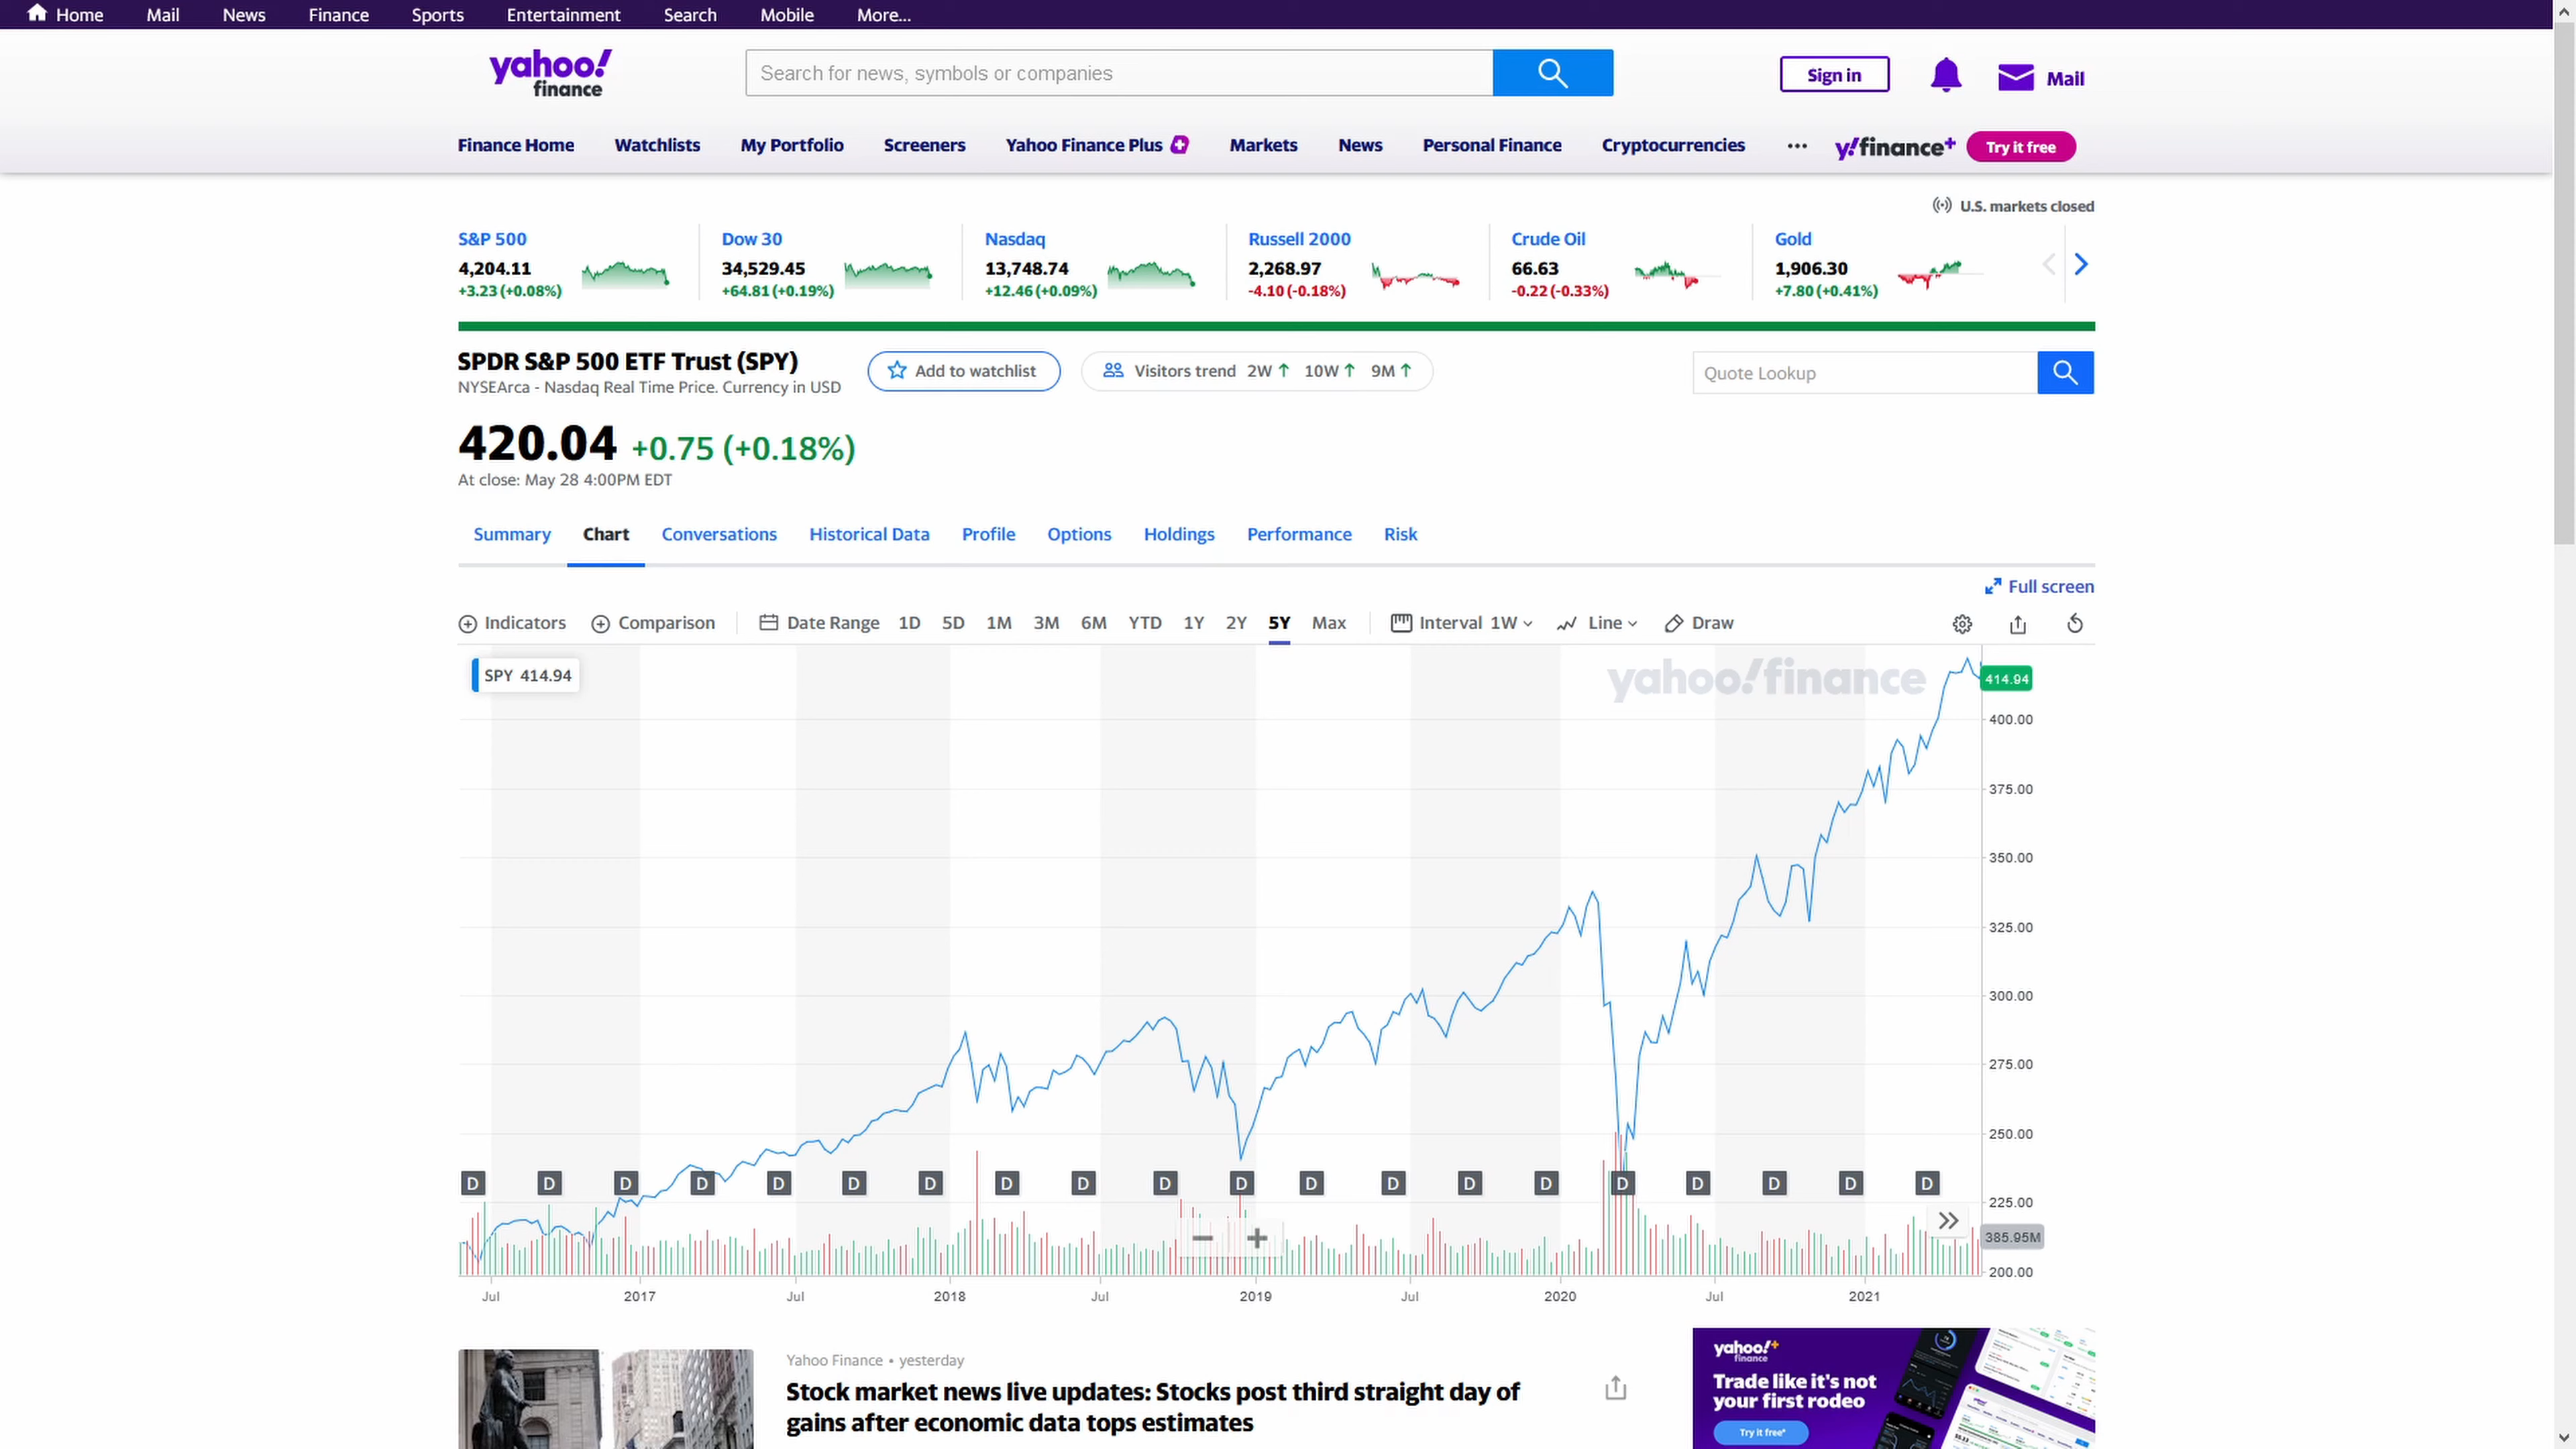 Home Mail News Finance Sports Entertainment Search Mobile More...
yahoo!
finance
Search for news, symbols or companies
Sign in
Mail
Finance Home Watchlists My Portfolio Screeners Yahoo Finance Plus Markets News Personal Finance Cryptocurrencies ··· y!finance+ Try it free
U.S. markets closed
S&P 500 Dow 30 Nasdaq Russell 2000 Crude Oil Gold
4,204.11 34,529.45 13,748.74 2,268.97 66.63 1,906.30
+3.23 (+0.08%) +64.81 (+0.19%) +12.46 (+0.09%) -4.10 (-0.18%) -0.22 (-0.33%) +7.80 (+0.41%)
SPDR S&P 500 ETF Trust (SPY)
NYSEArca - Nasdaq Real Time Price. Currency in USD
Add to watchlist
Visitors trend 2W ↑ 10W ↑ 9M ↑
Quote Lookup
420.04 +0.75 (+0.18%)
At close: May 28 4:00PM EDT
Summary Chart Conversations Historical Data Profile Options Holdings Performance Risk
Full screen
Indicators Comparison Date Range 1D 5D 1M 3M 6M YTD 1Y 2Y 5Y Max Interval 1W Line Draw
SPY 414.94
yahoo!finance
414.94
400.00
375.00
350.00
325.00
300.00
275.00
250.00
D D D D D D D D D D D D D D D D D D D D
225.00
385.95M
200.00
Jul 2017 Jul 2018 Jul 2019 Jul 2020 Jul 2021
Yahoo Finance • yesterday
Stock market news live updates: Stocks post third straight day of
gains after economic data tops estimates
yahoo!+
finance
Trade like it's not
your first rodeo
Try it free*